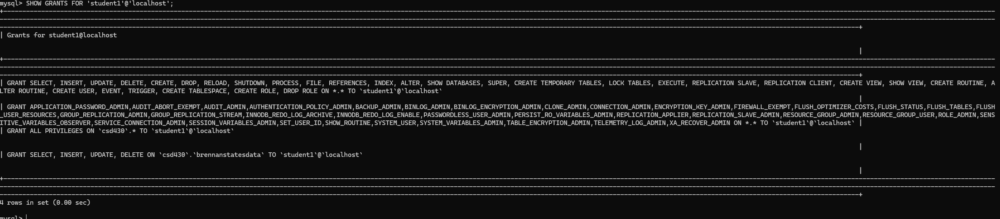 mysql> SHOW GRANTS FOR 'student1'@'localhost';
| Grants for student1@localhost
|
| GRANT SELECT, INSERT, UPDATE, DELETE, CREATE, DROP, RELOAD, SHUTDOWN, PROCESS, FILE, REFERENCES, INDEX, ALTER, SHOW DATABASES, SUPER, CREATE TEMPORARY TABLES, LOCK TABLES, EXECUTE, REPLICATION SLAVE, REPLICATION CLIENT, CREATE VIEW, SHOW VIEW, CREATE ROUTINE, A
LTER ROUTINE, CREATE USER, EVENT, TRIGGER, CREATE TABLESPACE, CREATE ROLE, DROP ROLE ON *.* TO `student1`@`localhost`
|
| GRANT APPLICATION_PASSWORD_ADMIN,AUDIT_ABORT_EXEMPT,AUDIT_ADMIN,AUTHENTICATION_POLICY_ADMIN,BACKUP_ADMIN,BINLOG_ADMIN,BINLOG_ENCRYPTION_ADMIN,CLONE_ADMIN,CONNECTION_ADMIN,ENCRYPTION_KEY_ADMIN,FIREWALL_EXEMPT,FLUSH_OPTIMIZER_COSTS,FLUSH_STATUS,FLUSH_TABLES,FLUSH
_USER_RESOURCES,GROUP_REPLICATION_ADMIN,GROUP_REPLICATION_STREAM,INNODB_REDO_LOG_ARCHIVE,INNODB_REDO_LOG_ENABLE,PASSWORDLESS_USER_ADMIN,PERSIST_RO_VARIABLES_ADMIN,REPLICATION_APPLIER,REPLICATION_SLAVE_ADMIN,RESOURCE_GROUP_ADMIN,RESOURCE_GROUP_USER,ROLE_ADMIN,SENS
ITIVE_VARIABLES_OBSERVER,SERVICE_CONNECTION_ADMIN,SESSION_VARIABLES_ADMIN,SET_USER_ID,SHOW_ROUTINE,SYSTEM_USER,SYSTEM_VARIABLES_ADMIN,TABLE_ENCRYPTION_ADMIN,TELEMETRY_LOG_ADMIN,XA_RECOVER_ADMIN ON *.* TO `student1`@`localhost` |
| GRANT ALL PRIVILEGES ON `csd430`.* TO `student1`@`localhost`
|
| GRANT SELECT, INSERT, UPDATE, DELETE ON `csd430`.`brennanstatesdata` TO `student1`@`localhost`
|
4 rows in set (0.00 sec)
mysql>